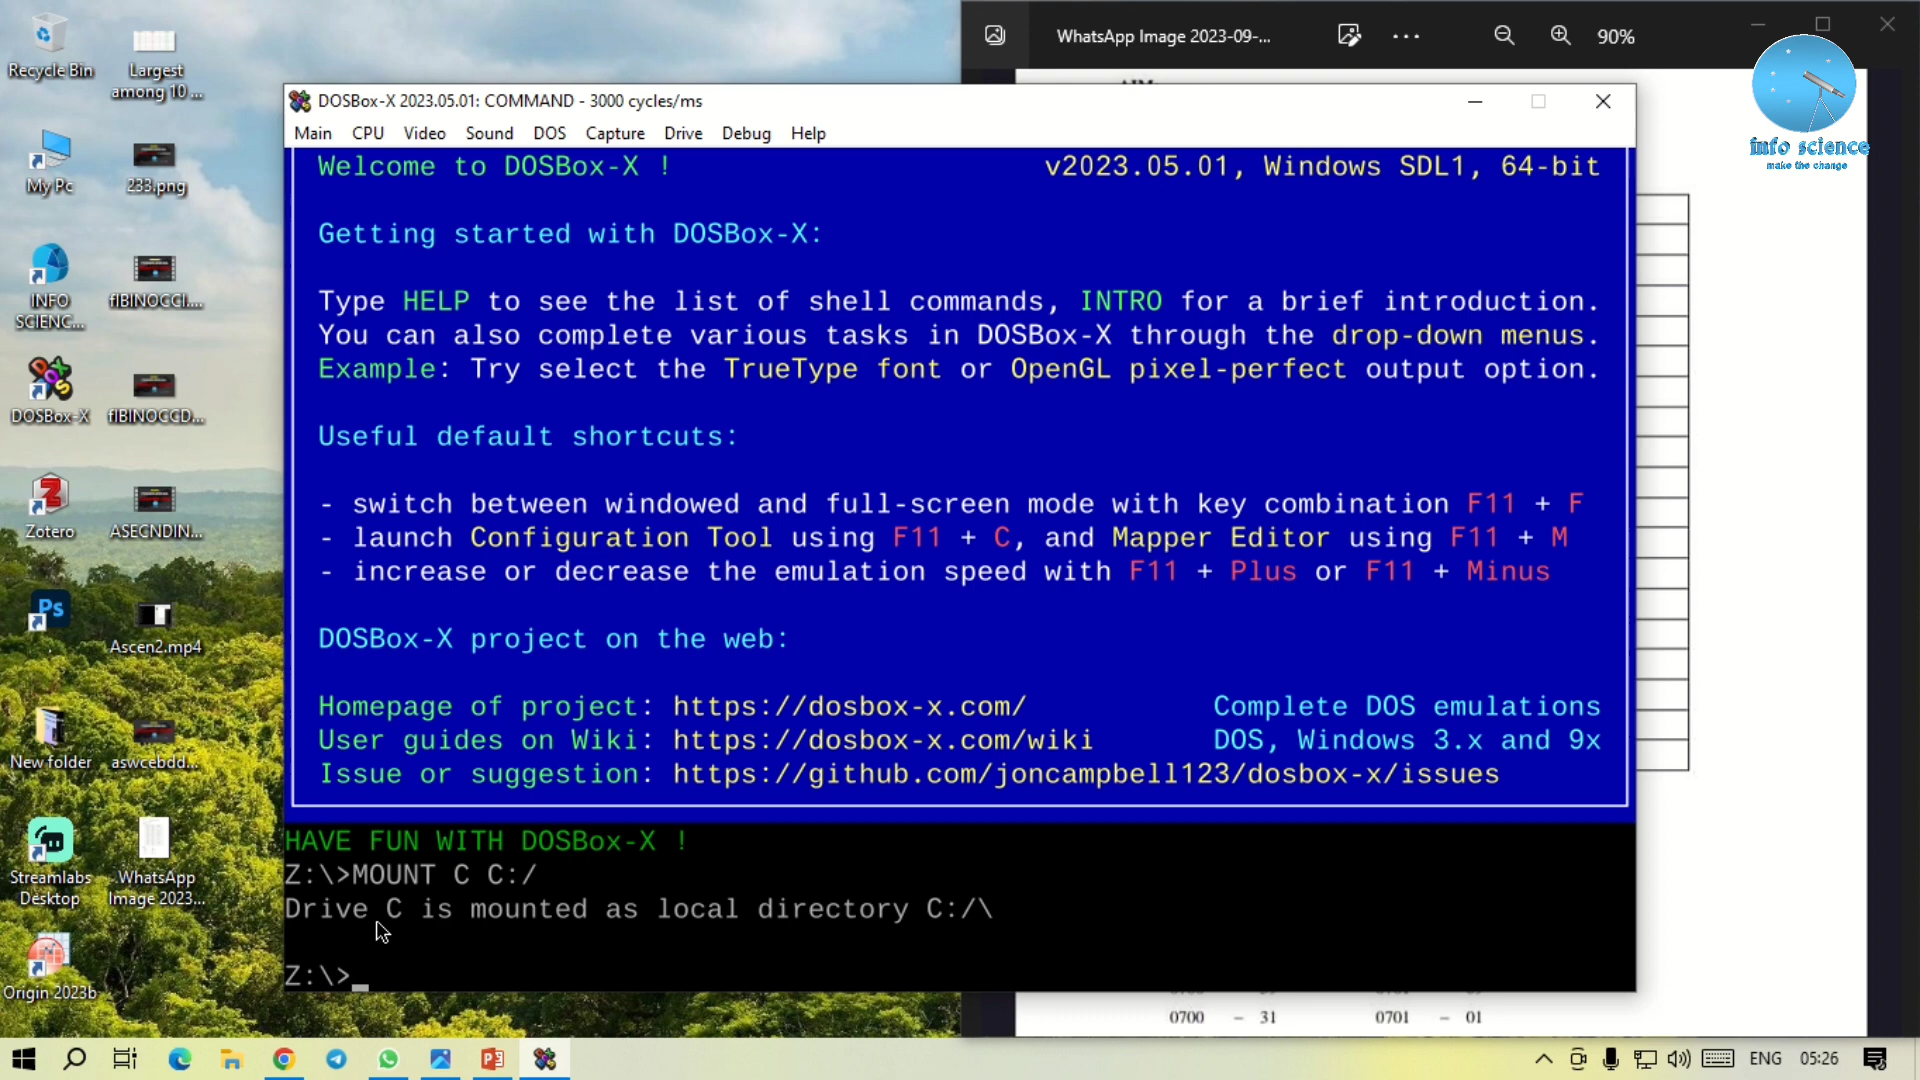 Recycle Bin
Largest
among 10 ...
My Pc
233.png
INFO
SCIENC...
fIBINOCCI....
DOSBox-X
fIBINOCCD...
Zotero
ASECNDIN...
Ps
.
Ascen2.mp4
New folder
aswcebdd...
Streamlabs
Desktop
WhatsApp
Image 2023...
Origin 2023b
WhatsApp Image 2023-09-...
90%
info science
make the change
DOSBox-X 2023.05.01: COMMAND - 3000 cycles/ms
Main CPU Video Sound DOS Capture Drive Debug Help
Welcome to DOSBox-X ! v2023.05.01, Windows SDL1, 64-bit
Getting started with DOSBox-X:
Type HELP to see the list of shell commands, INTRO for a brief introduction.
You can also complete various tasks in DOSBox-X through the drop-down menus.
Example: Try select the TrueType font or OpenGL pixel-perfect output option.
Useful default shortcuts:
- switch between windowed and full-screen mode with key combination F11 + F
- launch Configuration Tool using F11 + C, and Mapper Editor using F11 + M
- increase or decrease the emulation speed with F11 + Plus or F11 + Minus
DOSBox-X project on the web:
Homepage of project: https://dosbox-x.com/ Complete DOS emulations
User guides on Wiki: https://dosbox-x.com/wiki DOS, Windows 3.x and 9x
Issue or suggestion: https://github.com/joncampbell123/dosbox-x/issues
HAVE FUN WITH DOSBox-X !
Z:\>MOUNT C C:/
Drive C is mounted as local directory C:/\
Z:\>_
0700 – 31 0701 – 01
ENG 05:26